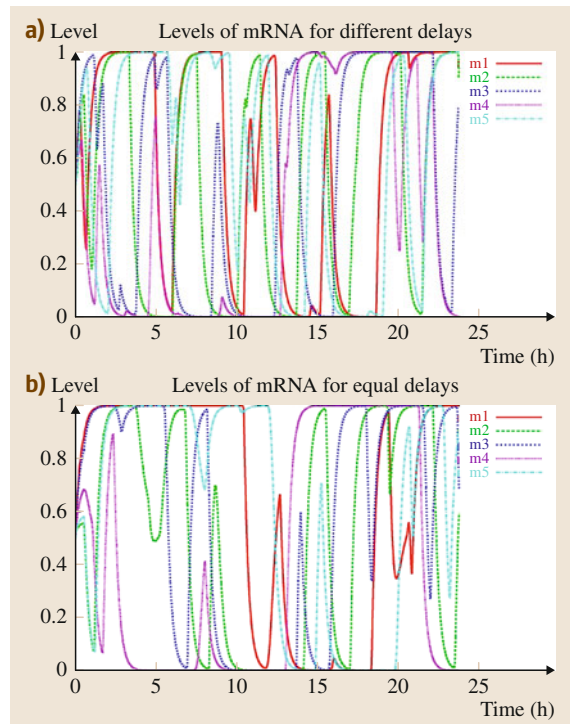 a) Level Levels of mRNA for different delays
1
m1
m2
0.8
m3
m4
m5
0.6
0.4
0.2
0
0 5 10 15 20 25
Time (h)
b) Level Levels of mRNA for equal delays
1
m1
m2
0.8
m3
m4
m5
0.6
0.4
0.2
0
0 5 10 15 20 25
Time (h)